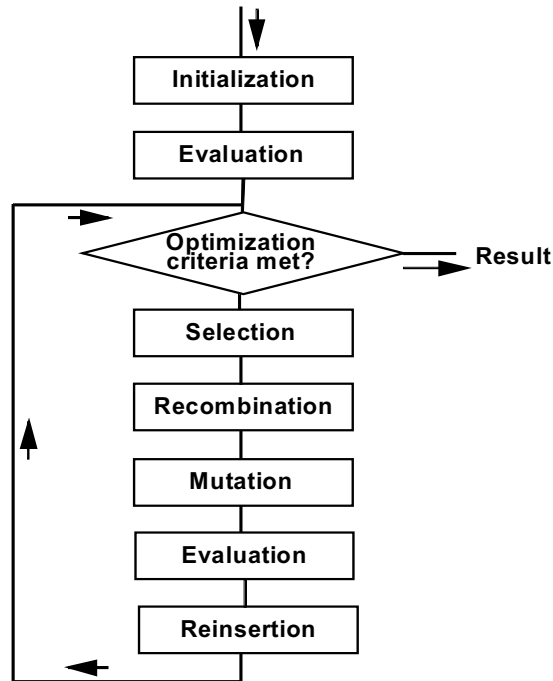 Initialization
Evaluation
Optimization
criteria met?
Result
Selection
Recombination
Mutation
Evaluation
Reinsertion